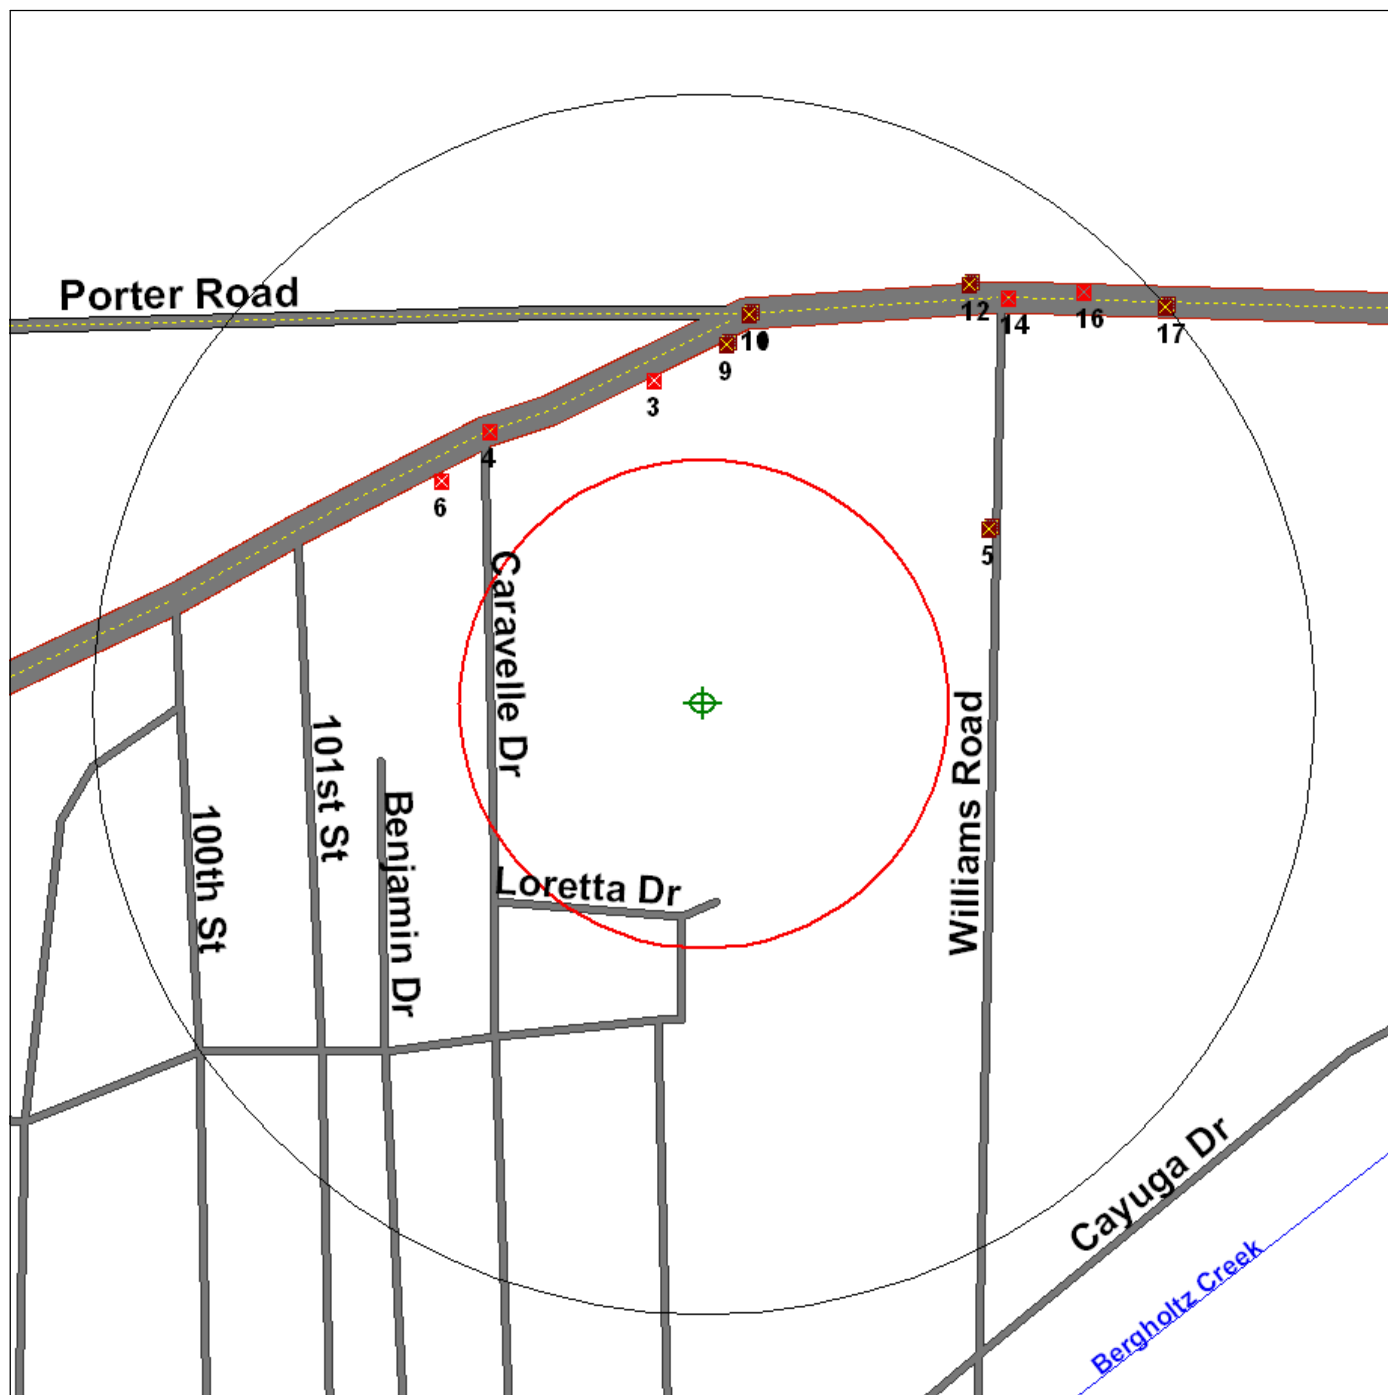 Porter Road
12
14
16
17
9
3
4
6
5
Caravelle Dr
101st St
Benjamin Dr
100th St
Loretta Dr
Williams Road
Cayuga Dr
Bergholtz Creek